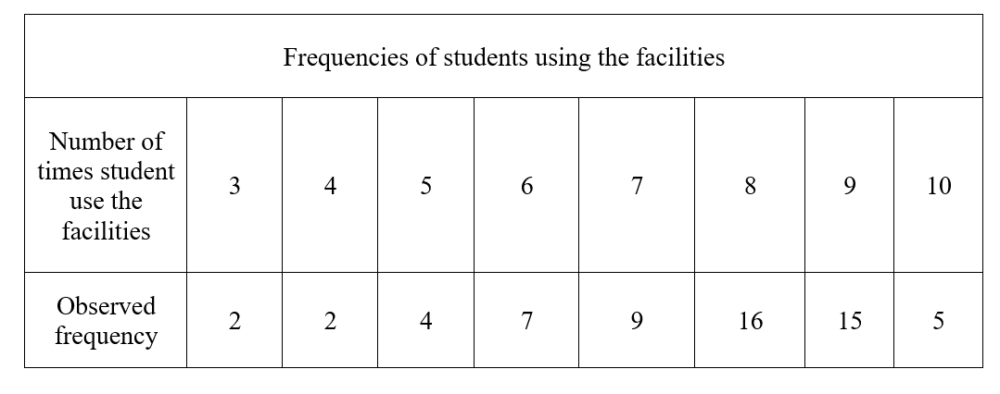 Frequencies of students using the facilities
Number of
times student
use the
facilities
3 4 5 6 7 8 9 10
Observed
frequency
2 2 4 7 9 16 15 5